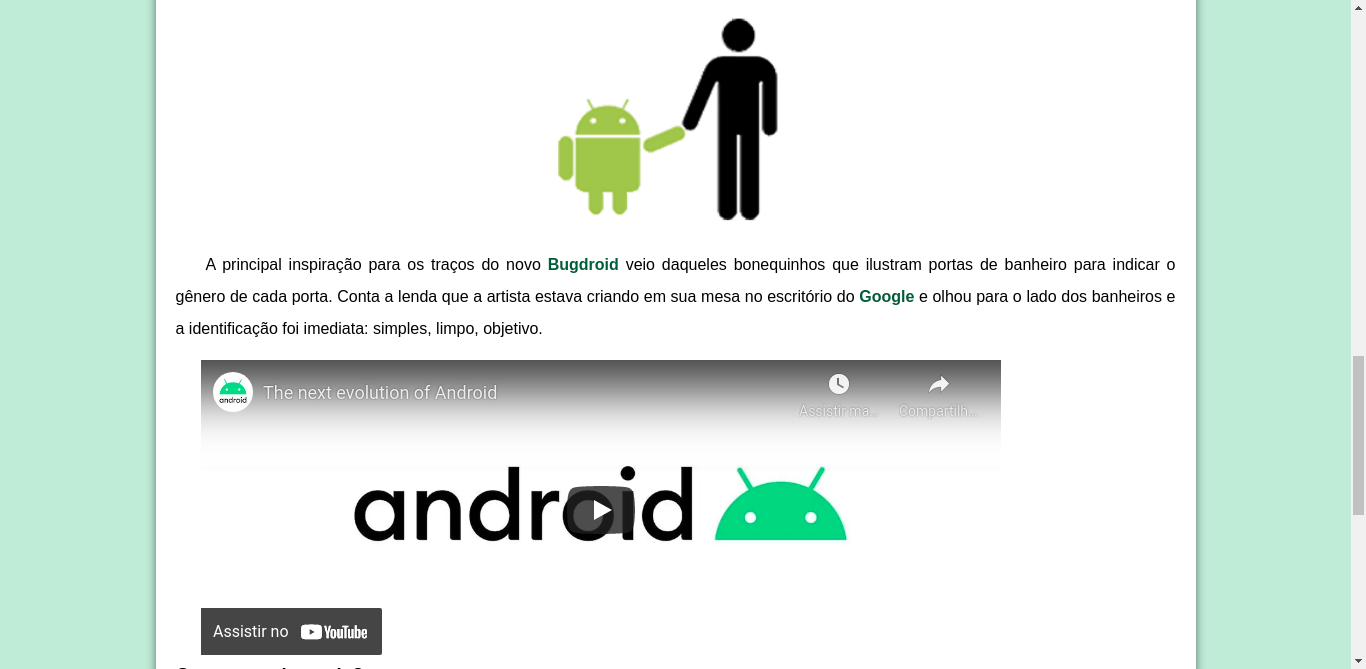 A principal inspiração para os traços do novo Bugdroid veio daqueles bonequinhos que ilustram portas de banheiro para indicar o
gênero de cada porta. Conta a lenda que a artista estava criando em sua mesa no escritório do Google e olhou para o lado dos banheiros e
a identificação foi imediata: simples, limpo, objetivo.
android
The next evolution of Android
Assistir ma...
Compartilh...
android
Assistir no YouTube